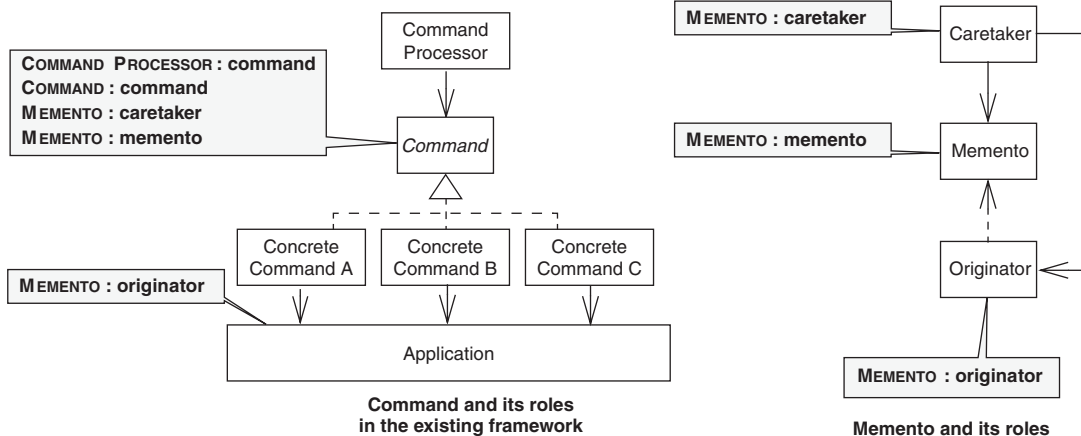 Command
Processor
COMMAND PROCESSOR : command
COMMAND : command
MEMENTO : caretaker
MEMENTO : memento
Command
Concrete
Command A
Concrete
Command B
Concrete
Command C
MEMENTO : originator
Application
Command and its roles
in the existing framework
MEMENTO : caretaker
Caretaker
MEMENTO : memento
Memento
Originator
MEMENTO : originator
Memento and its roles